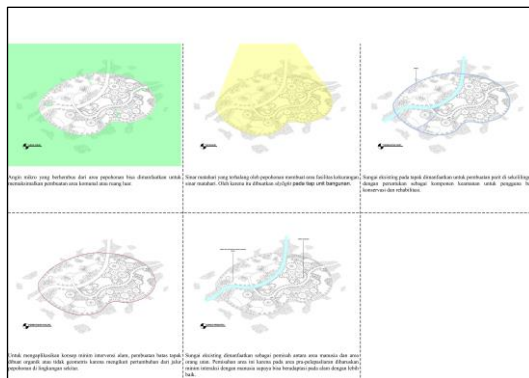 Angin mikro yang berhembus dari area pepohonan bisa dimanfaatkan untuk
memaksimalkan pembuatan area komunal atau ruang luar.
Sinar matahari yang terhalang oleh pepohonan membuat area fasilitas kekurangan
sinar matahari. Oleh karena itu dibuatkan skylight pada tiap unit bangunan.
Sungai eksisting pada tapak dimanfaatkan untuk pembuatan parit di sekeliling
dengan peruntukan sebagai komponen keamanan untuk pengguna
konservasi dan rehabilitasi.
Untuk mengaplikasikan konsep minim intervensi alam, pembuatan batas tapak
dibuat organik atau tidak geometris karena mengikuti pertumbuhan dari jalur
pepohonan di lingkungan sekitar.
Sungai eksisting dimanfaatkan sebagai pemisah antara area manusia dan area
orang utan. Pemisahan area ini karena pada area pra-pelepasliaran diharuskan
minim interaksi dengan manusia supaya bisa beradaptasi pada alam dengan lebih
baik.